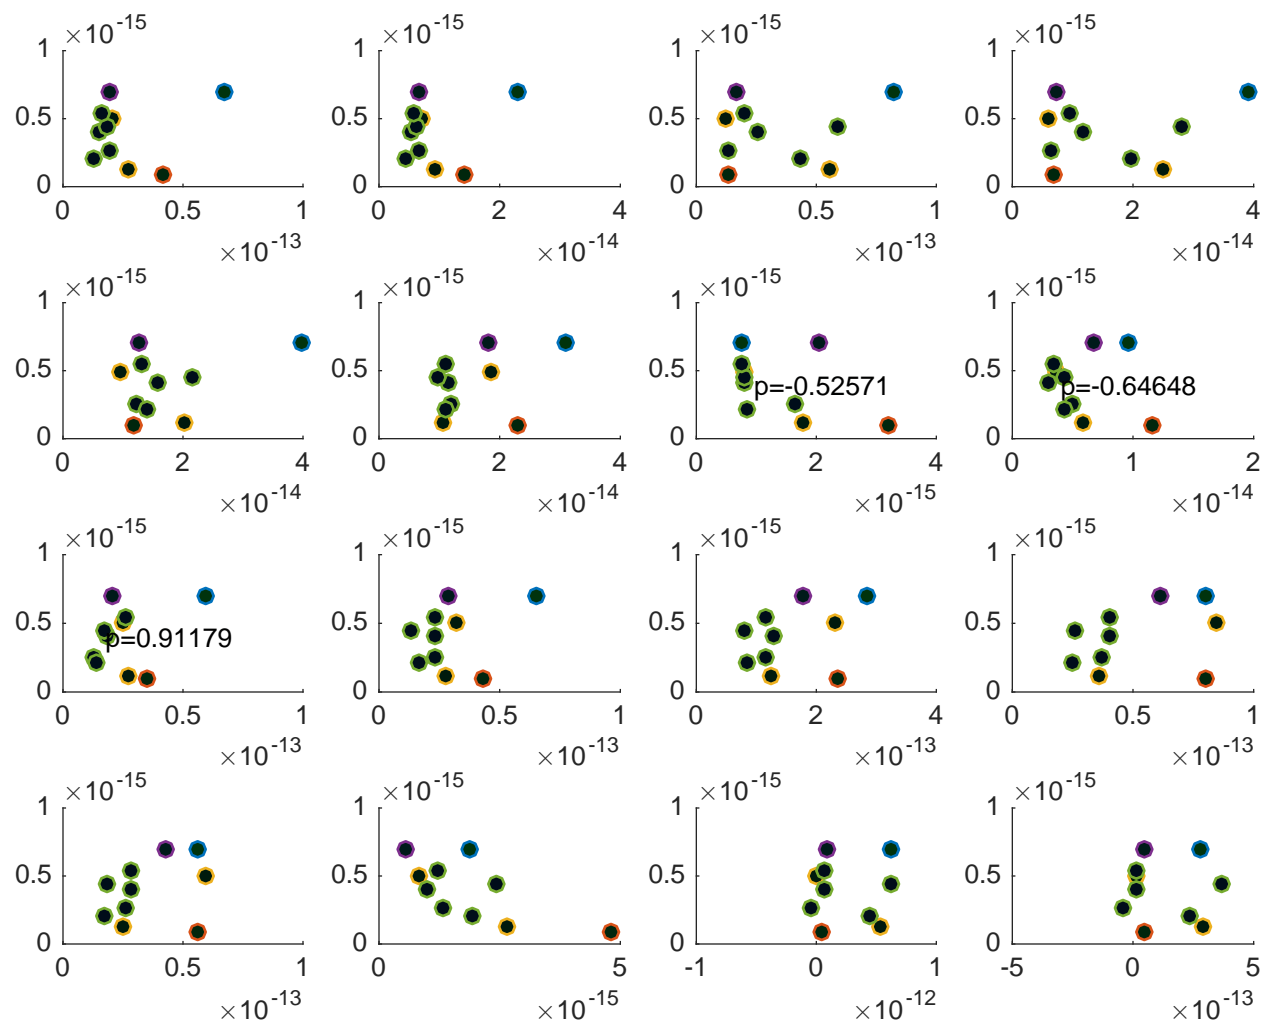 ×10-15 ×10-15 ×10-15 ×10-15
1 1 1 1
0.5 0.5 0.5 0.5
0 0 0 0
0 0.5 1 0 2 4 0 0.5 1 0 2 4
×10-13 ×10-14 ×10-13 ×10-14
×10-15 ×10-15 ×10-15 ×10-15
1 1 1 1
0.5 0.5 0.5 0.5
p=-0.52571 p=-0.64648
0 0 0 0
0 2 4 0 2 4 0 2 4 0 1 2
×10-14 ×10-14 ×10-15 ×10-14
×10-15 ×10-15 ×10-15 ×10-15
1 1 1 1
0.5 0.5 0.5 0.5
p=0.91179
0 0 0 0
0 0.5 1 0 0.5 1 0 2 4 0 0.5 1
×10-13 ×10-13 ×10-13 ×10-13
×10-15 ×10-15 ×10-15 ×10-15
1 1 1 1
0.5 0.5 0.5 0.5
0 0 0 0
0 0.5 1 0 5 -1 0 1 -5 0 5
×10-13 ×10-15 ×10-12 ×10-13